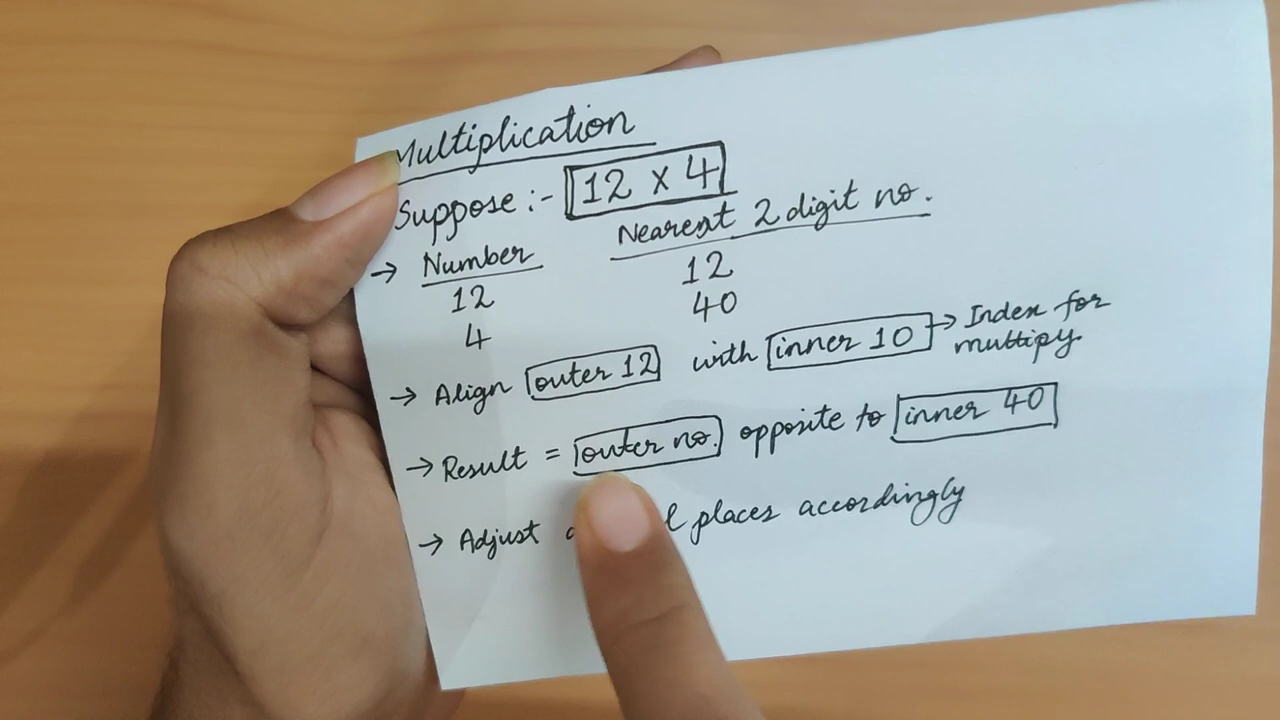 Multiplication
Suppose :- 12 x 4
→ Number Nearest 2 digit no.
12 12
4 40
→ Align outer 12 with inner 10 → Index for
multipy
→ Result = outer no. opposite to inner 40
→ Adjust places accordingly